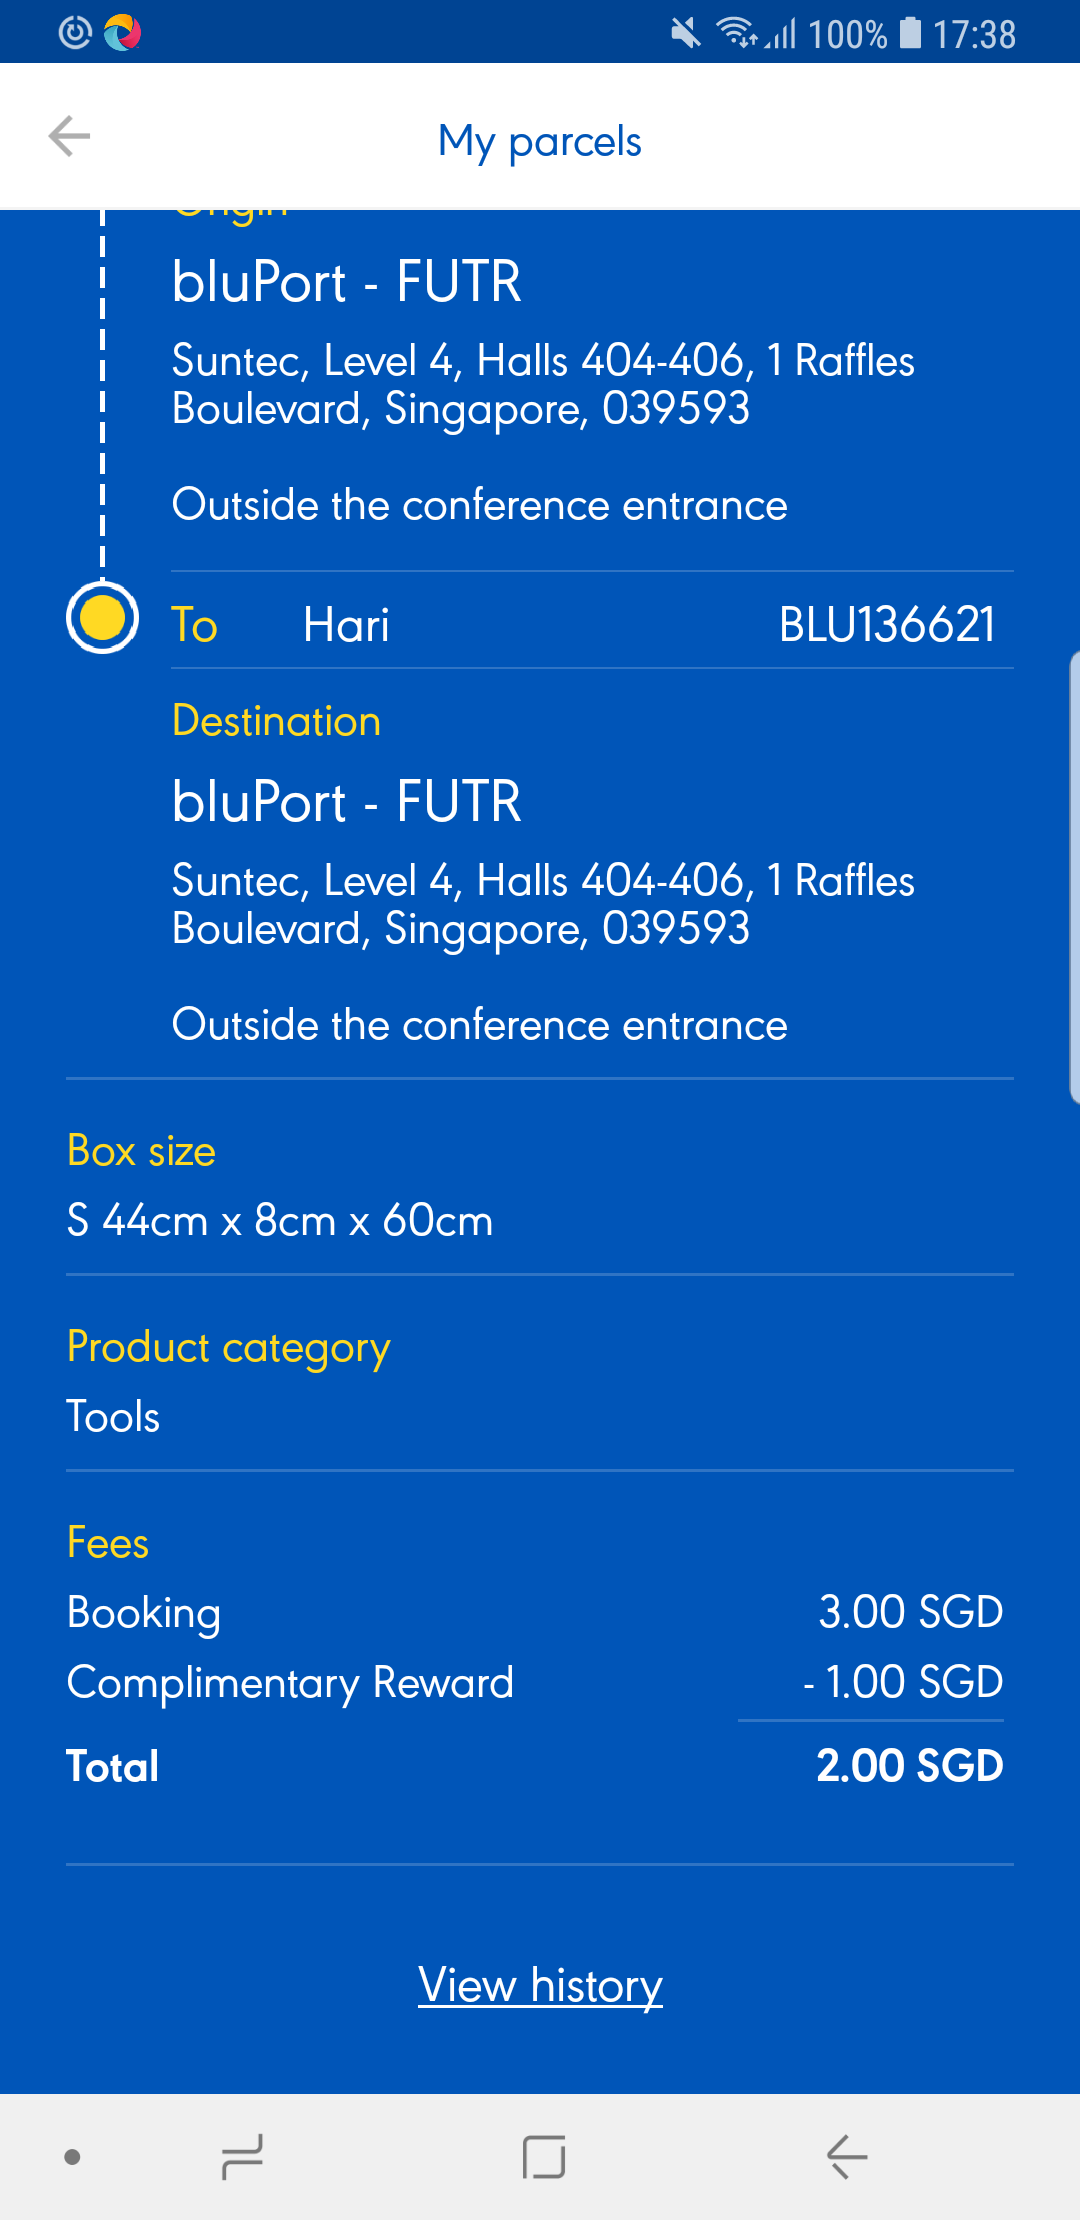 100% 17:38
My parcels
Origin
bluPort - FUTR
Suntec, Level 4, Halls 404-406, 1 Raffles
Boulevard, Singapore, 039593
Outside the conference entrance
To Hari BLU136621
Destination
bluPort - FUTR
Suntec, Level 4, Halls 404-406, 1 Raffles
Boulevard, Singapore, 039593
Outside the conference entrance
Box size
S 44cm x 8cm x 60cm
Product category
Tools
Fees
Booking 3.00 SGD
Complimentary Reward - 1.00 SGD
Total 2.00 SGD
View history